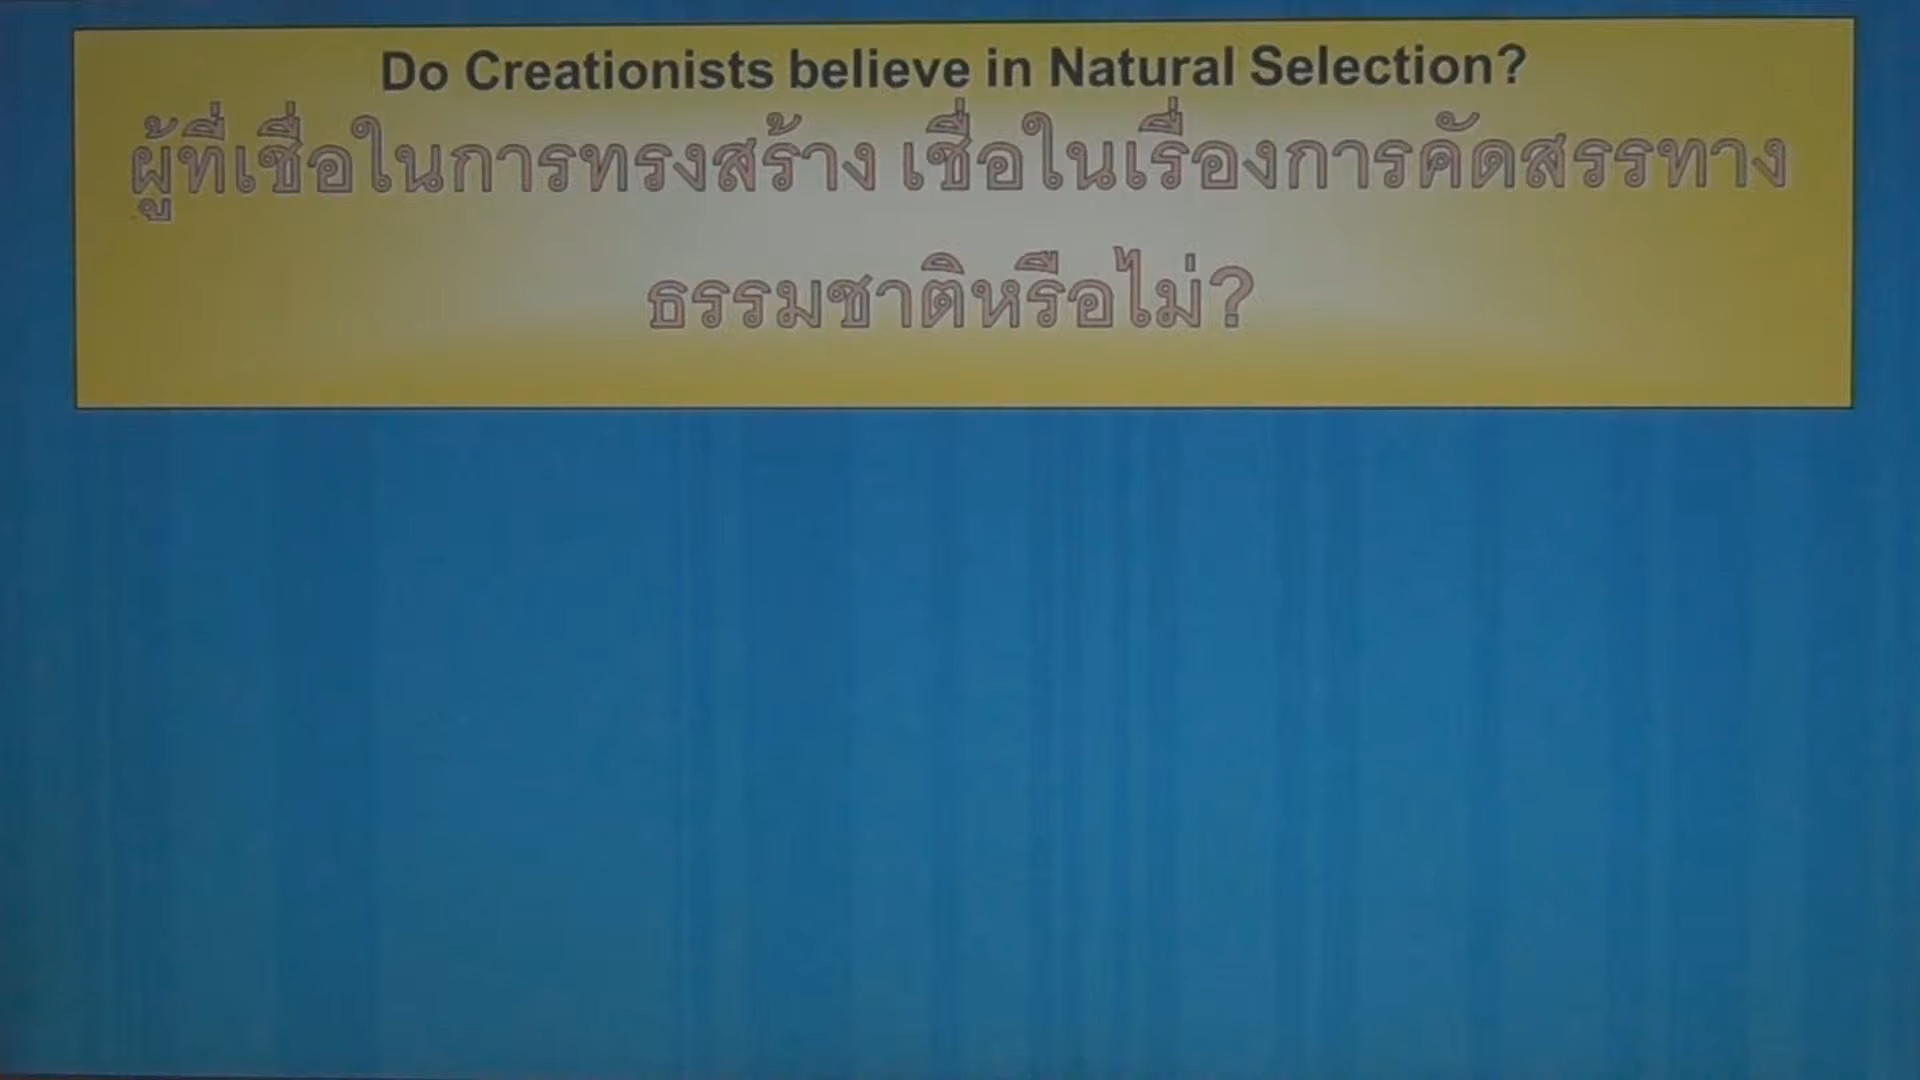 Do Creationists believe in Natural Selection?
ผู้ที่เชื่อในการทรงสร้าง เชื่อในเรื่องการคัดสรรทาง
ธรรมชาติหรือไม่?